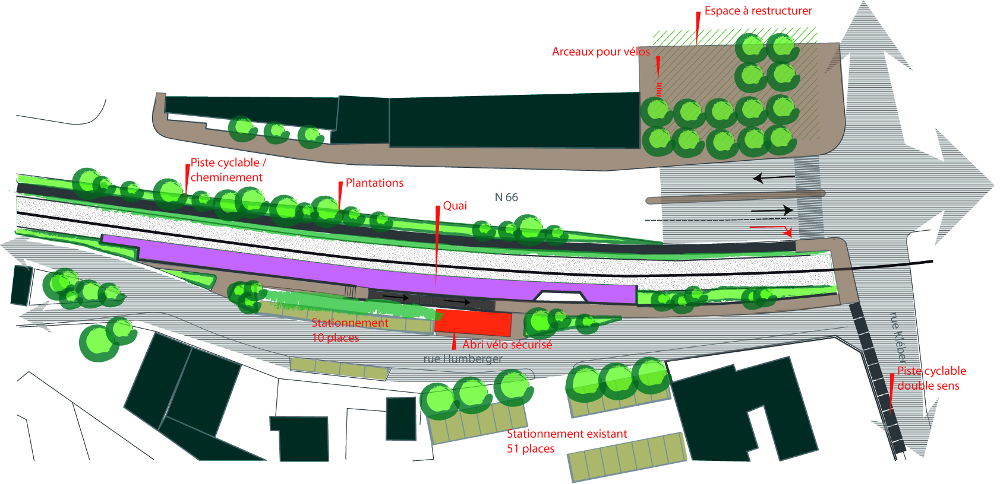 Espace à restructurer
Arceaux pour vélos
Piste cyclable /
cheminement
Plantations
N 66
Quai
Stationnement
10 places
Abri vélo sécurisé
rue Humberger
rue Kléber
Piste cyclable
double sens
Stationnement existant
51 places